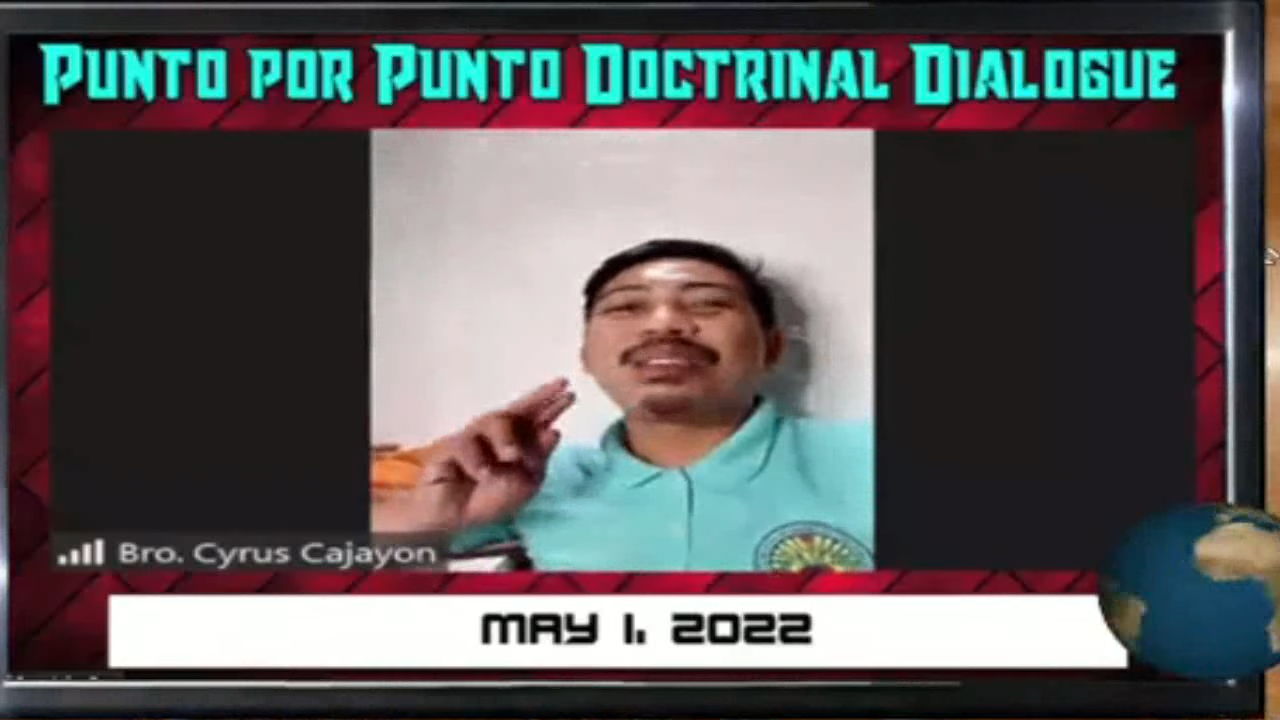 PUNTO POR PUNTO DOCTRINAL DIALOGUE
Bro. Cyrus Cajayon
MAY 1, 2022